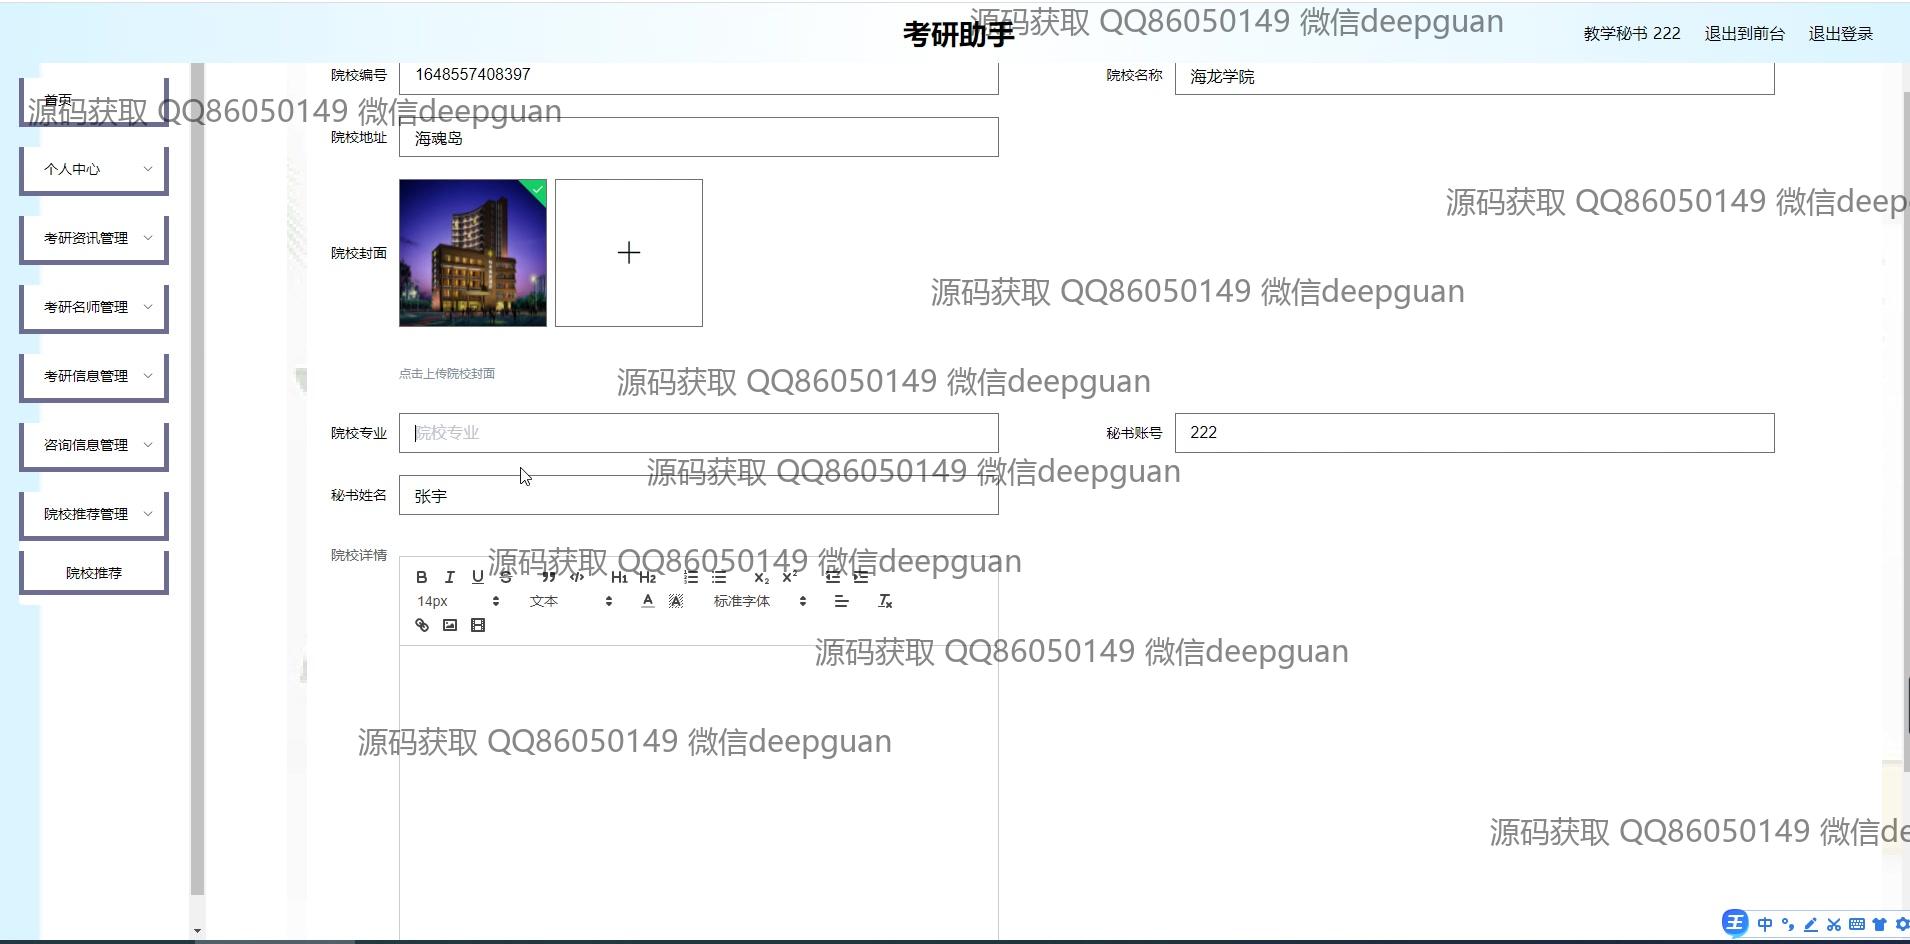 考研助手
源码获取 QQ86050149 微信deepguan
教学秘书 222
退出到前台
退出登录
首页
源码获取 QQ86050149 微信deepguan
个人中心
考研资讯管理
考研名师管理
考研信息管理
咨询信息管理
院校推荐管理
院校推荐
院校编号
1648557408397
院校名称
海龙学院
院校地址
海魂岛
源码获取 QQ86050149 微信deep
院校封面
源码获取 QQ86050149 微信deepguan
点击上传院校封面
源码获取 QQ86050149 微信deepguan
院校专业
院校专业
秘书账号
222
源码获取 QQ86050149 微信deepguan
秘书姓名
张宇
院校详情
源码获取 QQ86050149 微信deepguan
B I U S H1 H2 X₂ X²
14px 文本 A A 标准字体 Tx
源码获取 QQ86050149 微信deepguan
源码获取 QQ86050149 微信deepguan
源码获取 QQ86050149 微信de
王 中